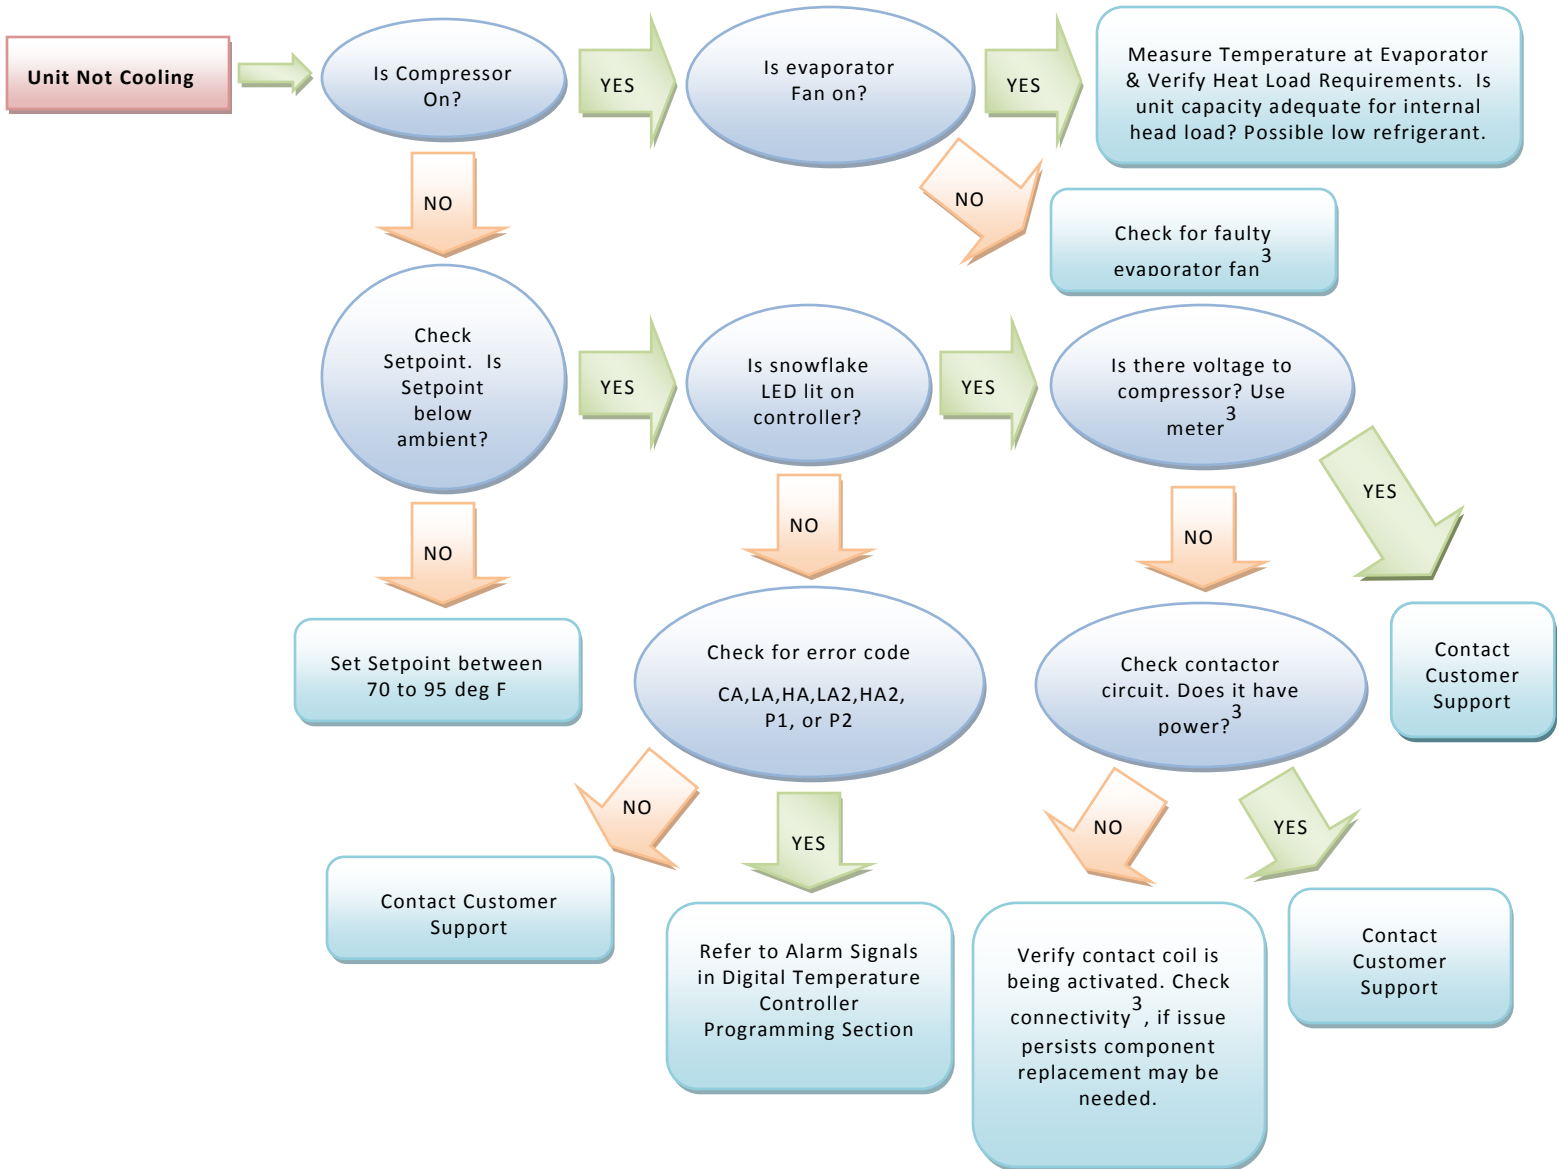 Unit Not Cooling
Is Compressor
On?
YES
Is evaporator
Fan on?
YES
Measure Temperature at Evaporator
& Verify Heat Load Requirements.  Is
unit capacity adequate for internal
head load? Possible low refrigerant.
NO
NO
Check for faulty
evaporator fan3
Check
Setpoint.  Is
Setpoint
below
ambient?
YES
Is snowflake
LED lit on
controller?
YES
Is there voltage to
compressor? Use
meter3
NO
NO
NO
YES
Set Setpoint between
70 to 95 deg F
Check for error code
CA,LA,HA,LA2,HA2,
P1, or P2
Check contactor
circuit. Does it have
power?3
Contact
Customer
Support
NO
YES
NO
YES
Contact Customer
Support
Refer to Alarm Signals
in Digital Temperature
Controller
Programming Section
Verify contact coil is
being activated. Check
connectivity3, if issue
persists component
replacement may be
needed.
Contact
Customer
Support